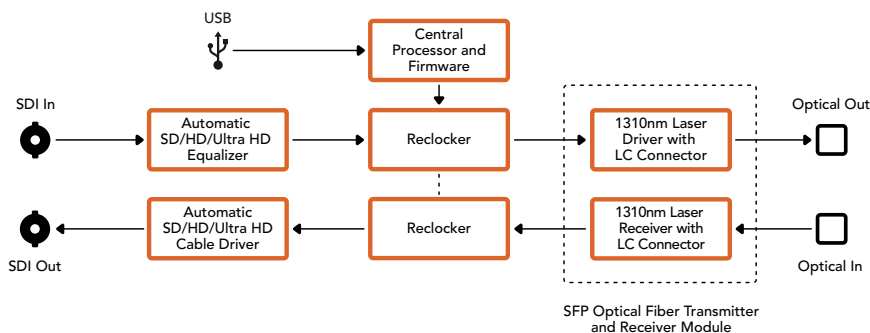 USB
Central
Processor and
Firmware
SDI In
Automatic
SD/HD/Ultra HD
Equalizer
Reclocker
1310nm Laser
Driver with
LC Connector
Optical Out
Automatic
SD/HD/Ultra HD
Cable Driver
Reclocker
1310nm Laser
Receiver with
LC Connector
SDI Out
Optical In
SFP Optical Fiber Transmitter
and Receiver Module